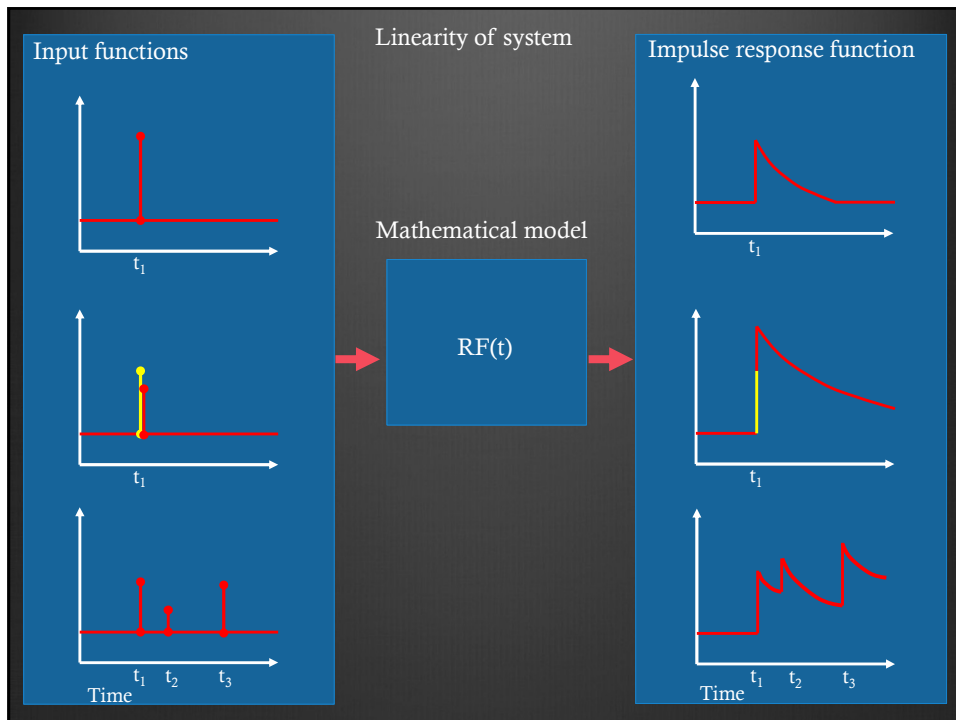 Linearity of system
Input functions
t₁
t₁
t₁ t₂ t₃
Time
Mathematical model
RF(t)
Impulse response function
t₁
t₁
t₁ t₂ t₃
Time